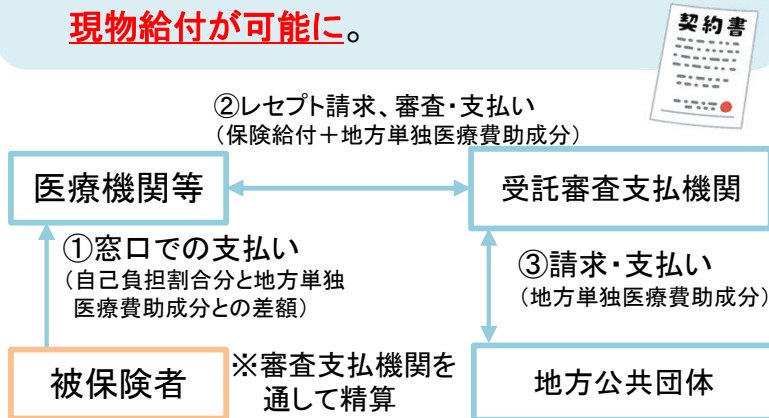 現物給付が可能に。
契約書
②レセプト請求、審査・支払い
（保険給付＋地方単独医療費助成分）
医療機関等
受託審査支払機関
①窓口での支払い
（自己負担割合分と地方単独
医療費助成分との差額）
③請求・支払い
（地方単独医療費助成分）
被保険者
※審査支払機関を
通して精算
地方公共団体